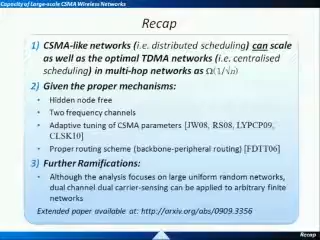 Capacity of Large-scale CSMA Wireless Networks
Recap
1) CSMA-like networks (i.e. distributed scheduling) can scale
as well as the optimal TDMA networks (i.e. centralised
scheduling) in multi-hop networks as Ω(1/√n)
2) Given the proper mechanisms:
• Hidden node free
• Two frequency channels
• Adaptive tuning of CSMA parameters [JW08, RS08, LYPCP09,
CLSK10]
• Proper routing scheme (backbone-peripheral routing) [FDTT06]
3) Further Ramifications:
• Although the analysis focuses on large uniform random networks,
dual channel dual carrier-sensing can be applied to arbitrary finite
networks
Extended paper available at: http://arxiv.org/abs/0909.3356
Recap